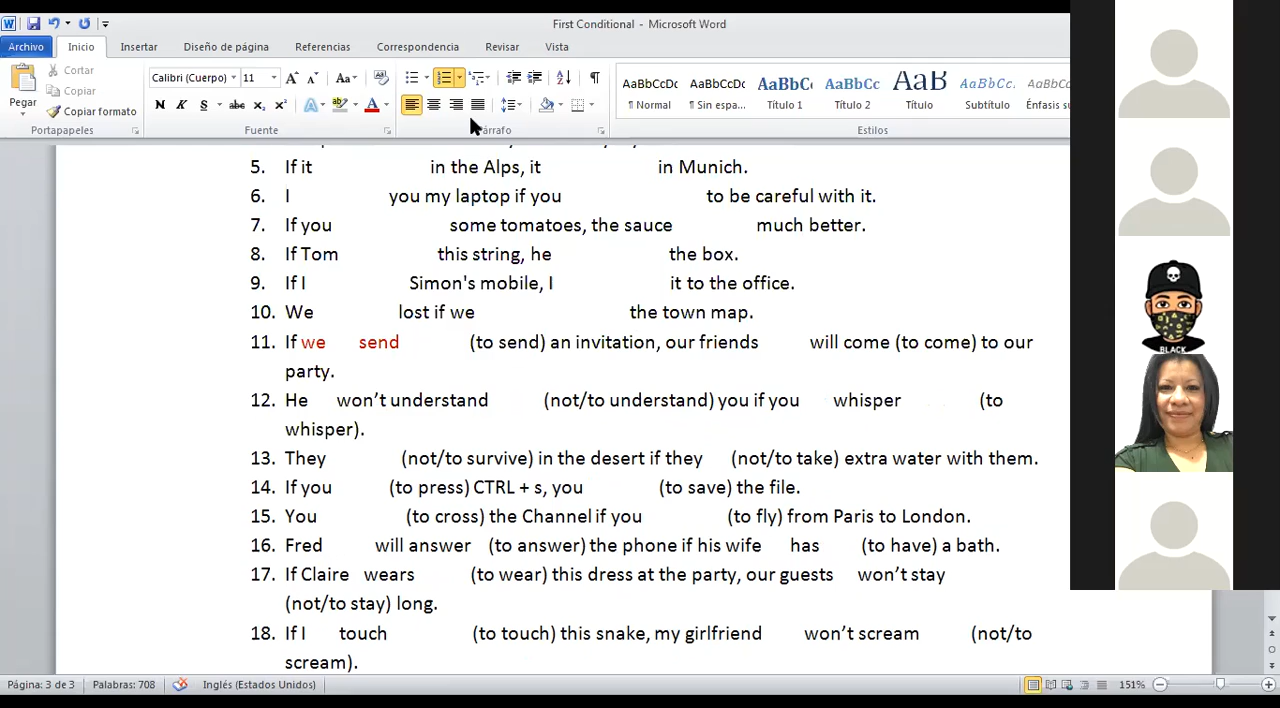 First Conditional - Microsoft Word
Archivo Inicio Insertar Diseño de página Referencias Correspondencia Revisar Vista
Cortar
Copiar
Copiar formato
Pegar
Portapapeles
Calibri (Cuerpo) 11
N K S abc x₂ x²
Fuente
Párrafo
AaBbCcDc AaBbCcDc AaBbC AaBbCc AaB AaBbCc. AaBbCcDc
¶ Normal ¶ Sin espa... Título 1 Título 2 Título Subtítulo Énfasis su
Estilos
5. If it in the Alps, it in Munich.
6. I you my laptop if you to be careful with it.
7. If you some tomatoes, the sauce much better.
8. If Tom this string, he the box.
9. If I Simon's mobile, I it to the office.
10. We lost if we the town map.
11. If we send (to send) an invitation, our friends will come (to come) to our
party.
12. He won’t understand (not/to understand) you if you whisper (to
whisper).
13. They (not/to survive) in the desert if they (not/to take) extra water with them.
14. If you (to press) CTRL + s, you (to save) the file.
15. You (to cross) the Channel if you (to fly) from Paris to London.
16. Fred will answer (to answer) the phone if his wife has (to have) a bath.
17. If Claire wears (to wear) this dress at the party, our guests won’t stay
(not/to stay) long.
18. If I touch (to touch) this snake, my girlfriend won’t scream (not/to
scream).
BLACK
Página: 3 de 3 Palabras: 708 Inglés (Estados Unidos) 151%